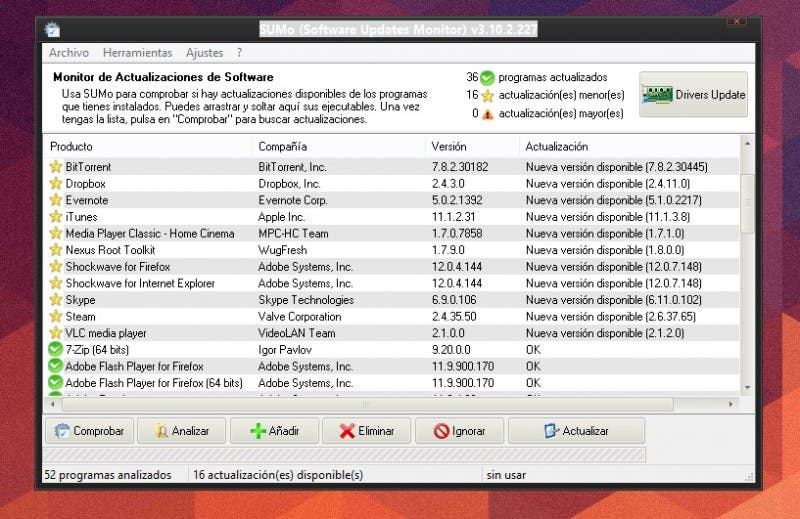 SUMo (Software Updates Monitor) v3.10.2.227
Archivo Herramientas Ajustes ?
Monitor de Actualizaciones de Software
Usa SUMo para comprobar si hay actualizaciones disponibles de los programas
que tienes instalados. Puedes arrastrar y soltar aquí sus ejecutables. Una vez
tengas la lista, pulsa en "Comprobar" para buscar actualizaciones.
36 programas actualizados
16 actualización(es) menor(es)
0 actualización(es) mayor(es)
Drivers Update
Producto Compañía Versión Actualización
BitTorrent BitTorrent, Inc. 7.8.2.30182 Nueva versión disponible (7.8.2.30445)
Dropbox Dropbox, Inc. 2.4.3.0 Nueva versión disponible (2.4.11.0)
Evernote Evernote Corp. 5.0.2.1392 Nueva versión disponible (5.1.0.2217)
iTunes Apple Inc. 11.1.2.31 Nueva versión disponible (11.1.3.8)
Media Player Classic - Home Cinema MPC-HC Team 1.7.0.7858 Nueva versión disponible (1.7.1.0)
Nexus Root Toolkit WugFresh 1.7.9.0 Nueva versión disponible (1.8.0.0)
Shockwave for Firefox Adobe Systems, Inc. 12.0.4.144 Nueva versión disponible (12.0.7.148)
Shockwave for Internet Explorer Adobe Systems, Inc. 12.0.4.144 Nueva versión disponible (12.0.7.148)
Skype Skype Technologies 6.9.0.106 Nueva versión disponible (6.11.0.102)
Steam Valve Corporation 2.4.35.50 Nueva versión disponible (2.6.37.65)
VLC media player VideoLAN Team 2.1.0.0 Nueva versión disponible (2.1.2.0)
7-Zip (64 bits) Igor Pavlov 9.20.0.0 OK
Adobe Flash Player for Firefox Adobe Systems, Inc. 11.9.900.170 OK
Adobe Flash Player for Firefox (64 bits) Adobe Systems, Inc. 11.9.900.170 OK
Comprobar Analizar Añadir Eliminar Ignorar Actualizar
52 programas analizados 16 actualización(es) disponible(s) sin usar